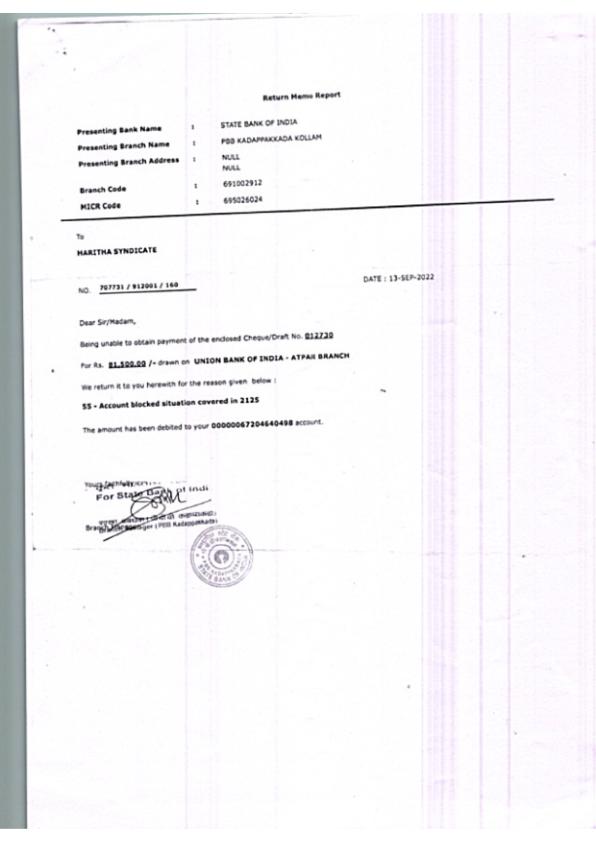 Return Memo Report
Presenting Bank Name : STATE BANK OF INDIA
Presenting Branch Name : PBB KADAPPAKKADA KOLLAM
Presenting Branch Address : NULL
NULL
Branch Code : 691002912
MICR Code : 695026024
To
HARITHA SYNDICATE
NO. 707731 / 912001 / 160
DATE : 13-SEP-2022
Dear Sir/Madam,
Being unable to obtain payment of the enclosed Cheque/Draft No. 012730
For Rs. 81,500.00 /- drawn on UNION BANK OF INDIA - ATPAR BRANCH
We return it to you herewith for the reason given below :
55 - Account blocked situation covered in 2125
The amount has been debited to your 00000067204640498 account.
Yours faithfully
For State Bank of Indi
Branch Manager (PBB Kadappakkada)
STATE BANK OF INDIA